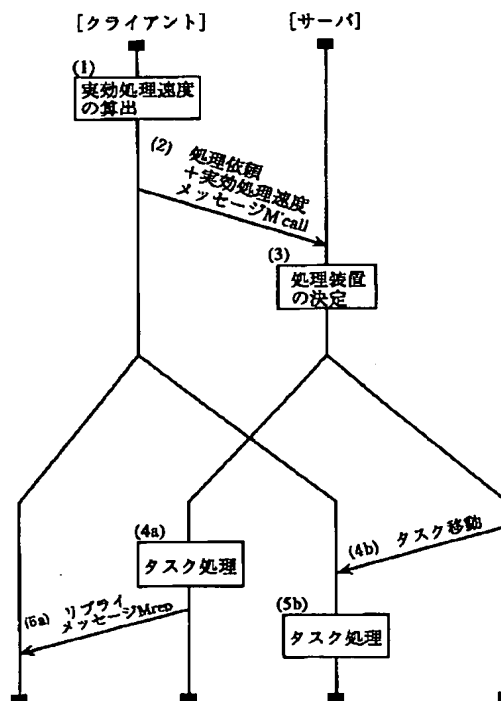 [クライアント] [サーバ]
(1)
実効処理速度
の算出
(2) 処理依頼
+実効処理速度
メッセージM'call
(3)
処理装置
の決定
(4a)
タスク処理
(4b) タスク移動
(5a) リプライ
メッセージMrep
(5b)
タスク処理